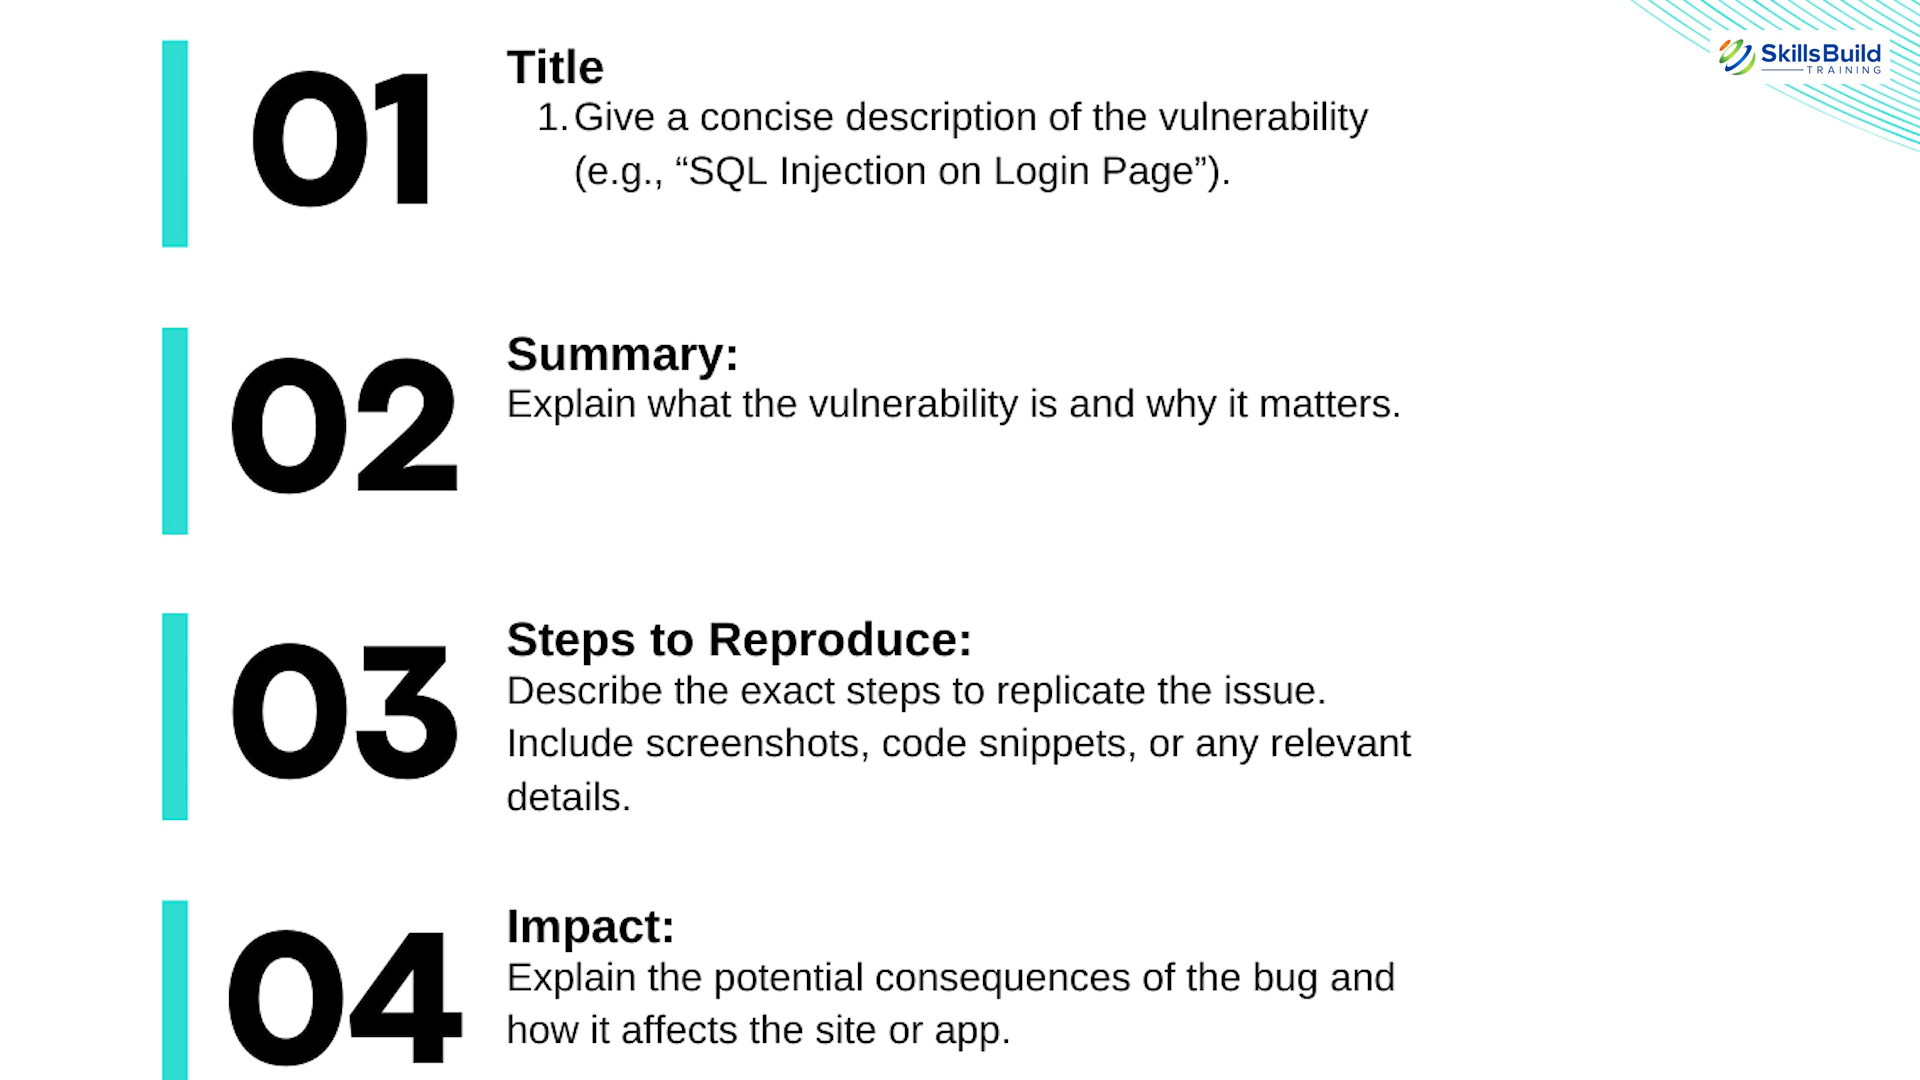 SkillsBuild
TRAINING
01
Title
1. Give a concise description of the vulnerability
(e.g., “SQL Injection on Login Page”).
02
Summary:
Explain what the vulnerability is and why it matters.
03
Steps to Reproduce:
Describe the exact steps to replicate the issue.
Include screenshots, code snippets, or any relevant
details.
04
Impact:
Explain the potential consequences of the bug and
how it affects the site or app.